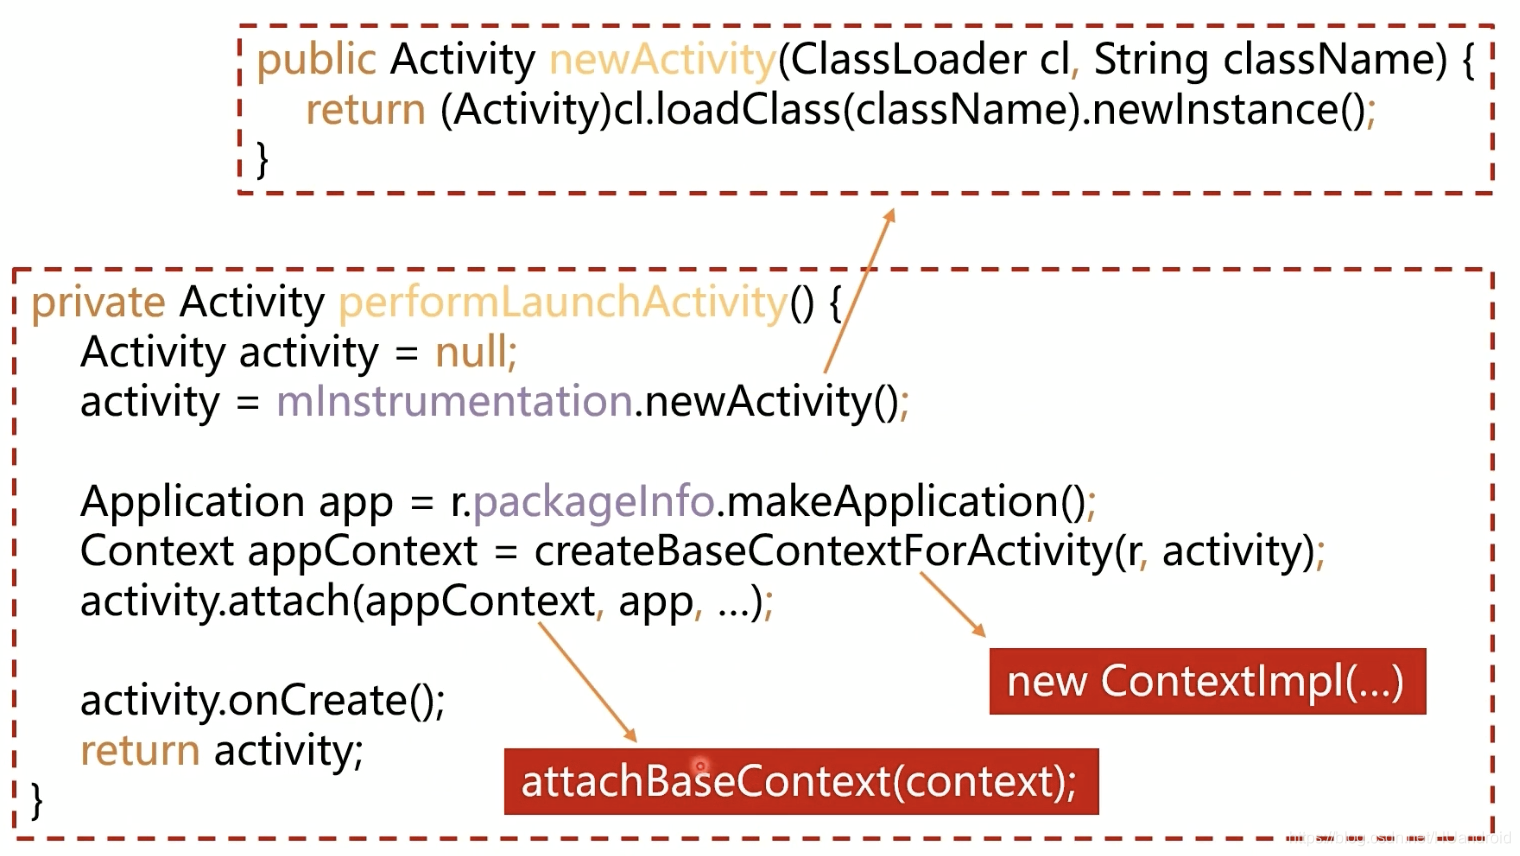 public Activity newActivity(ClassLoader cl, String className) {
return (Activity)cl.loadClass(className).newInstance();
}
private Activity performLaunchActivity() {
Activity activity = null;
activity = mInstrumentation.newActivity();
Application app = r.packageInfo.makeApplication();
Context appContext = createBaseContextForActivity(r, activity);
activity.attach(appContext, app, ...);
new ContextImpl(...)
activity.onCreate();
return activity;
attachBaseContext(context);
}